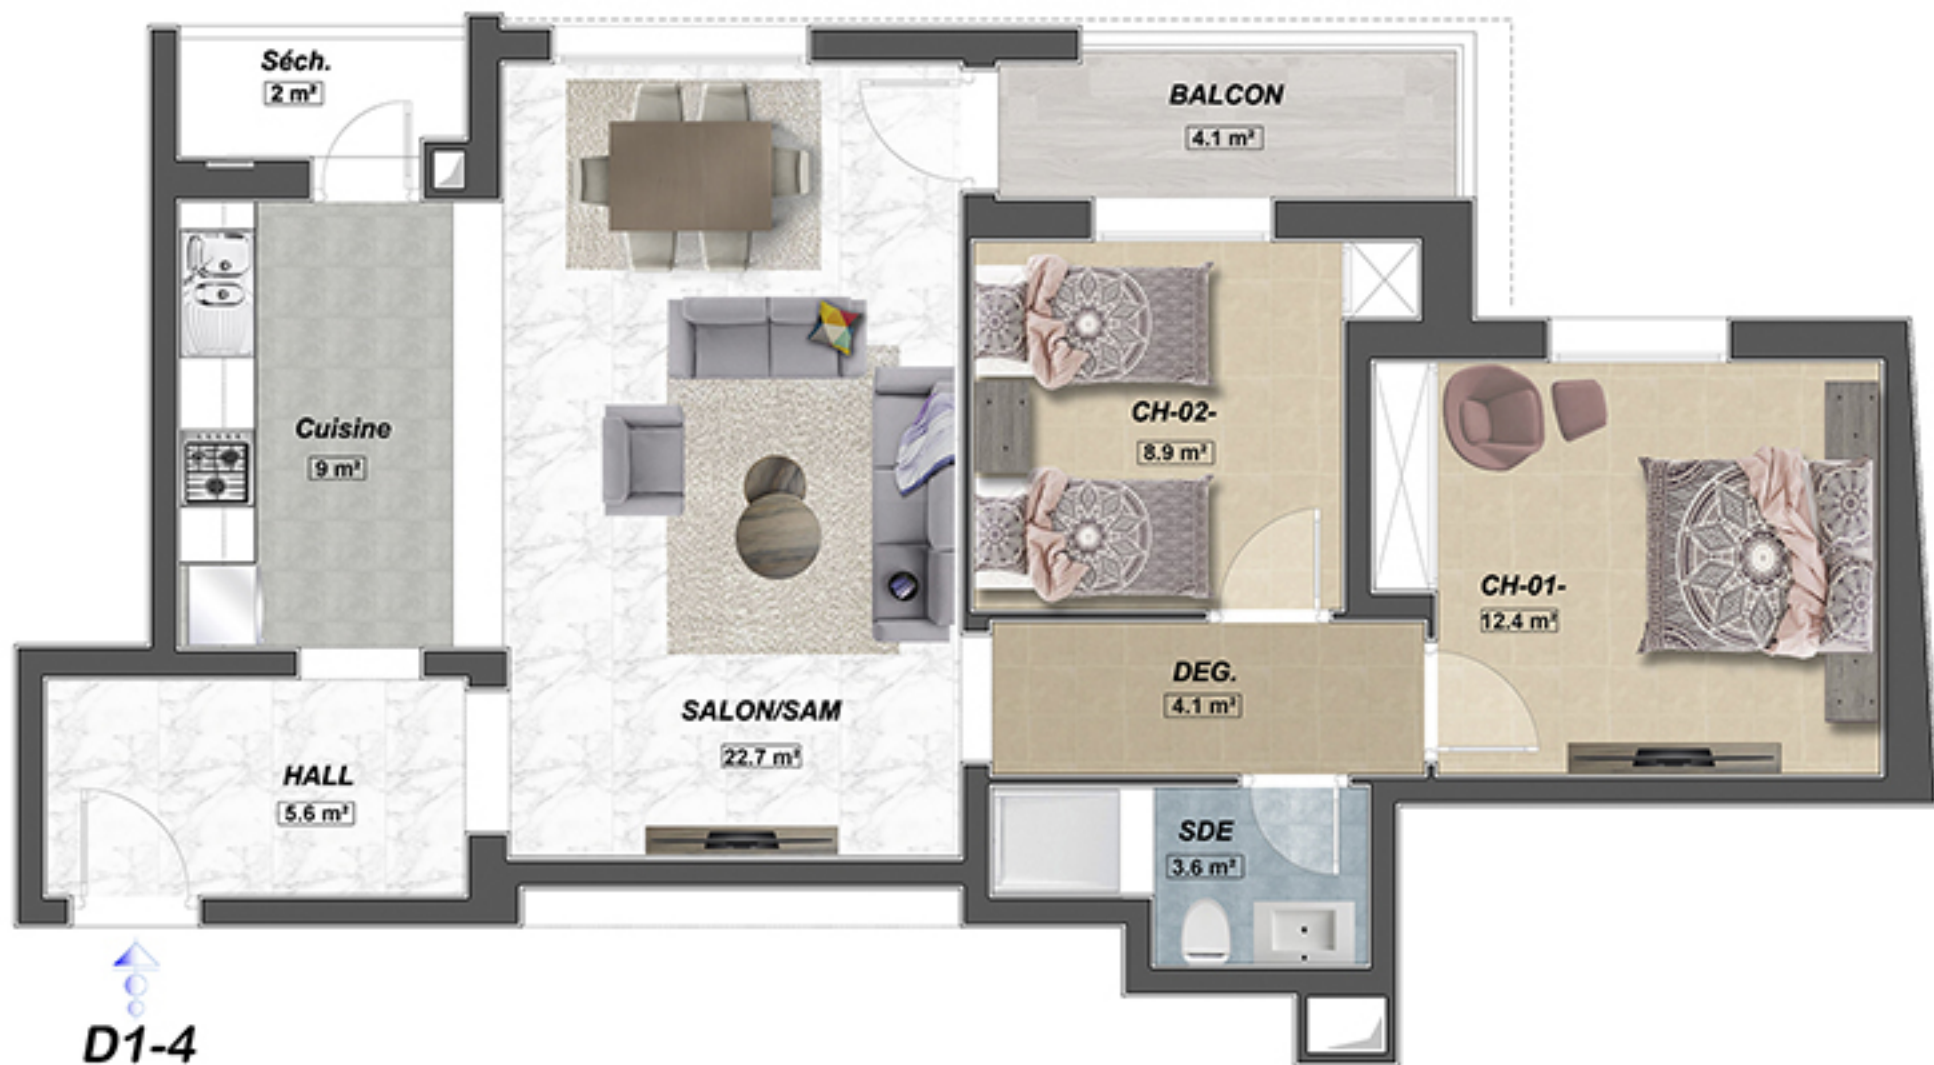 Séch.
2 m²
BALCON
4.1 m²
Cuisine
9 m²
CH-02-
8.9 m²
CH-01-
12.4 m²
DEG.
4.1 m²
SALON/SAM
22.7 m²
HALL
5.6 m²
SDE
3.6 m²
D1-4